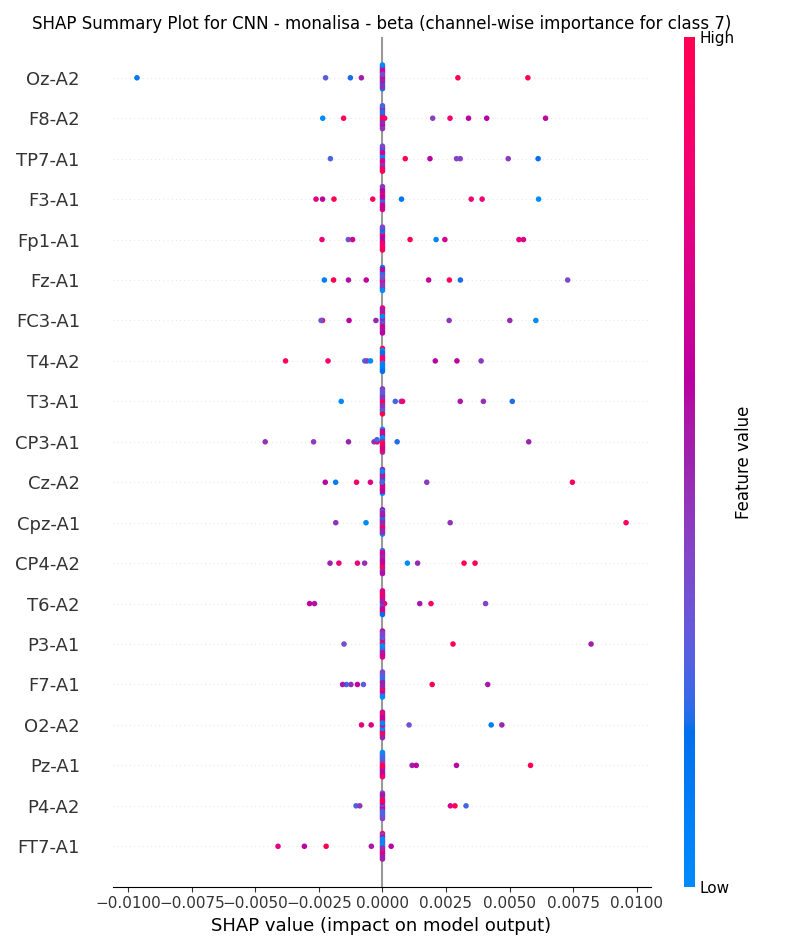 SHAP Summary Plot for CNN - monalisa - beta (channel-wise importance for class 7)
High
Oz-A2
F8-A2
TP7-A1
F3-A1
Fp1-A1
Fz-A1
FC3-A1
T4-A2
T3-A1
CP3-A1
Cz-A2
Cpz-A1
CP4-A2
T6-A2
P3-A1
F7-A1
O2-A2
Pz-A1
P4-A2
FT7-A1
Feature value
Low
−0.0100 −0.0075 −0.0050 −0.0025 0.0000 0.0025 0.0050 0.0075 0.0100
SHAP value (impact on model output)